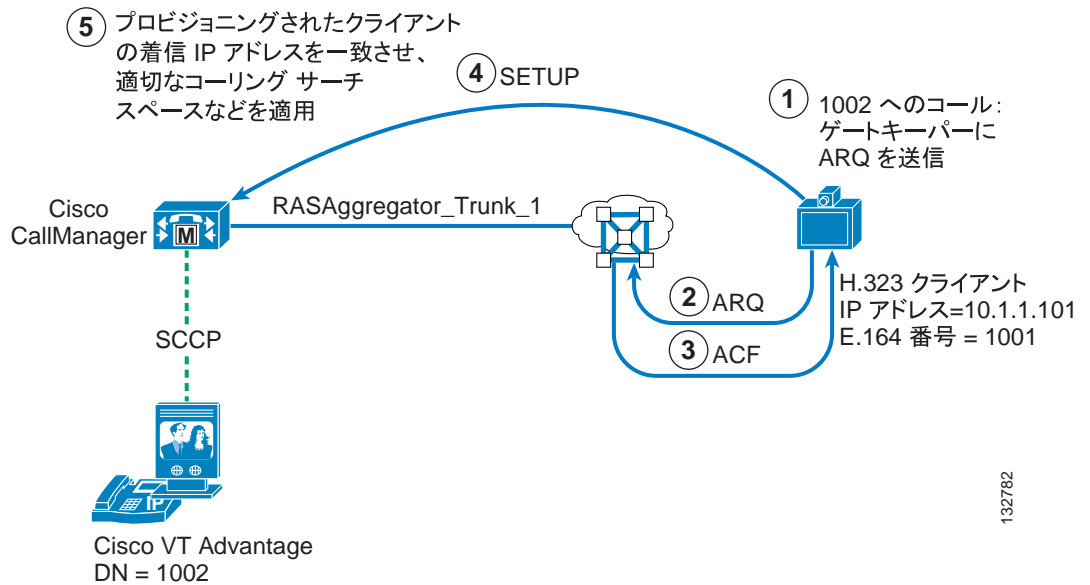 5 プロビジョニングされたクライアント
の着信 IP アドレスを一致させ、
適切なコーリング サーチ
スペースなどを適用
4 SETUP
1 1002 へのコール：
ゲートキーパーに
ARQ を送信
Cisco
CallManager
M
RASAggregator_Trunk_1
2 ARQ
3 ACF
H.323 クライアント
IP アドレス=10.1.1.101
E.164 番号 = 1001
SCCP
IP
Cisco VT Advantage
DN = 1002
132782